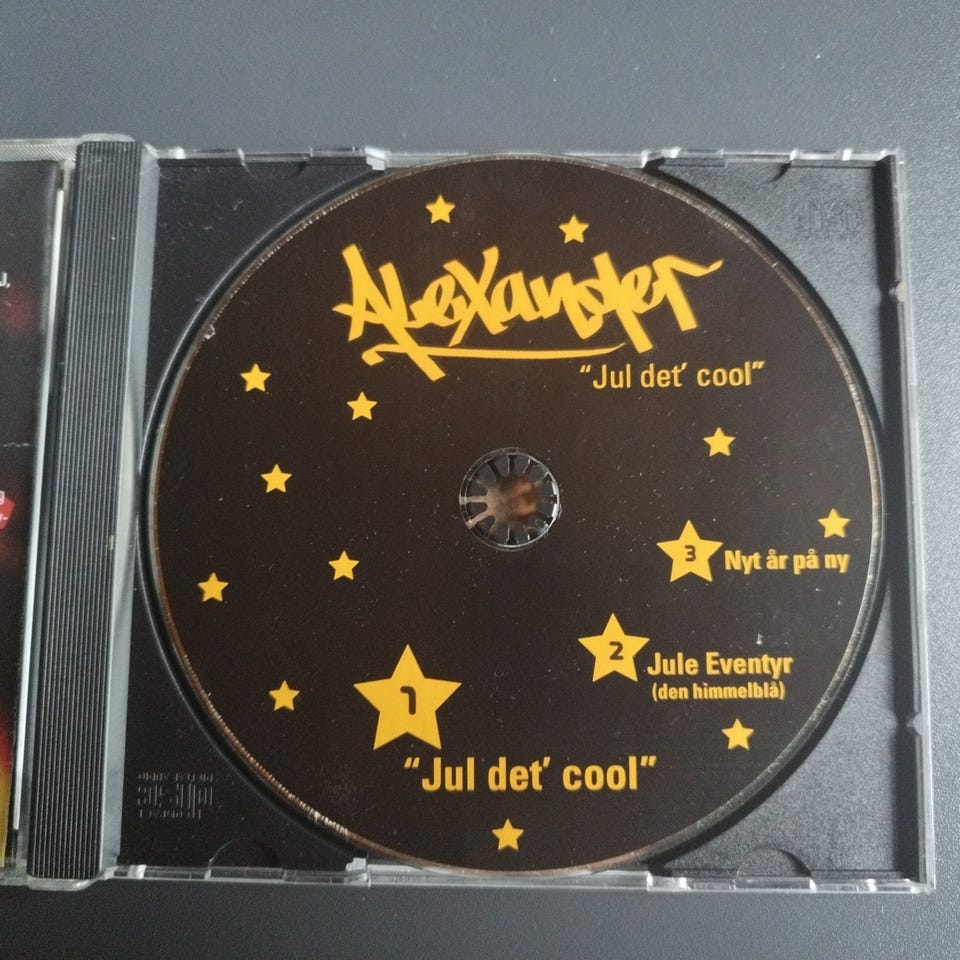 Alexander
“Jul det’ cool”
3 Nyt år på ny
2 Jule Eventyr
(den himmelblå)
1
“Jul det’ cool”